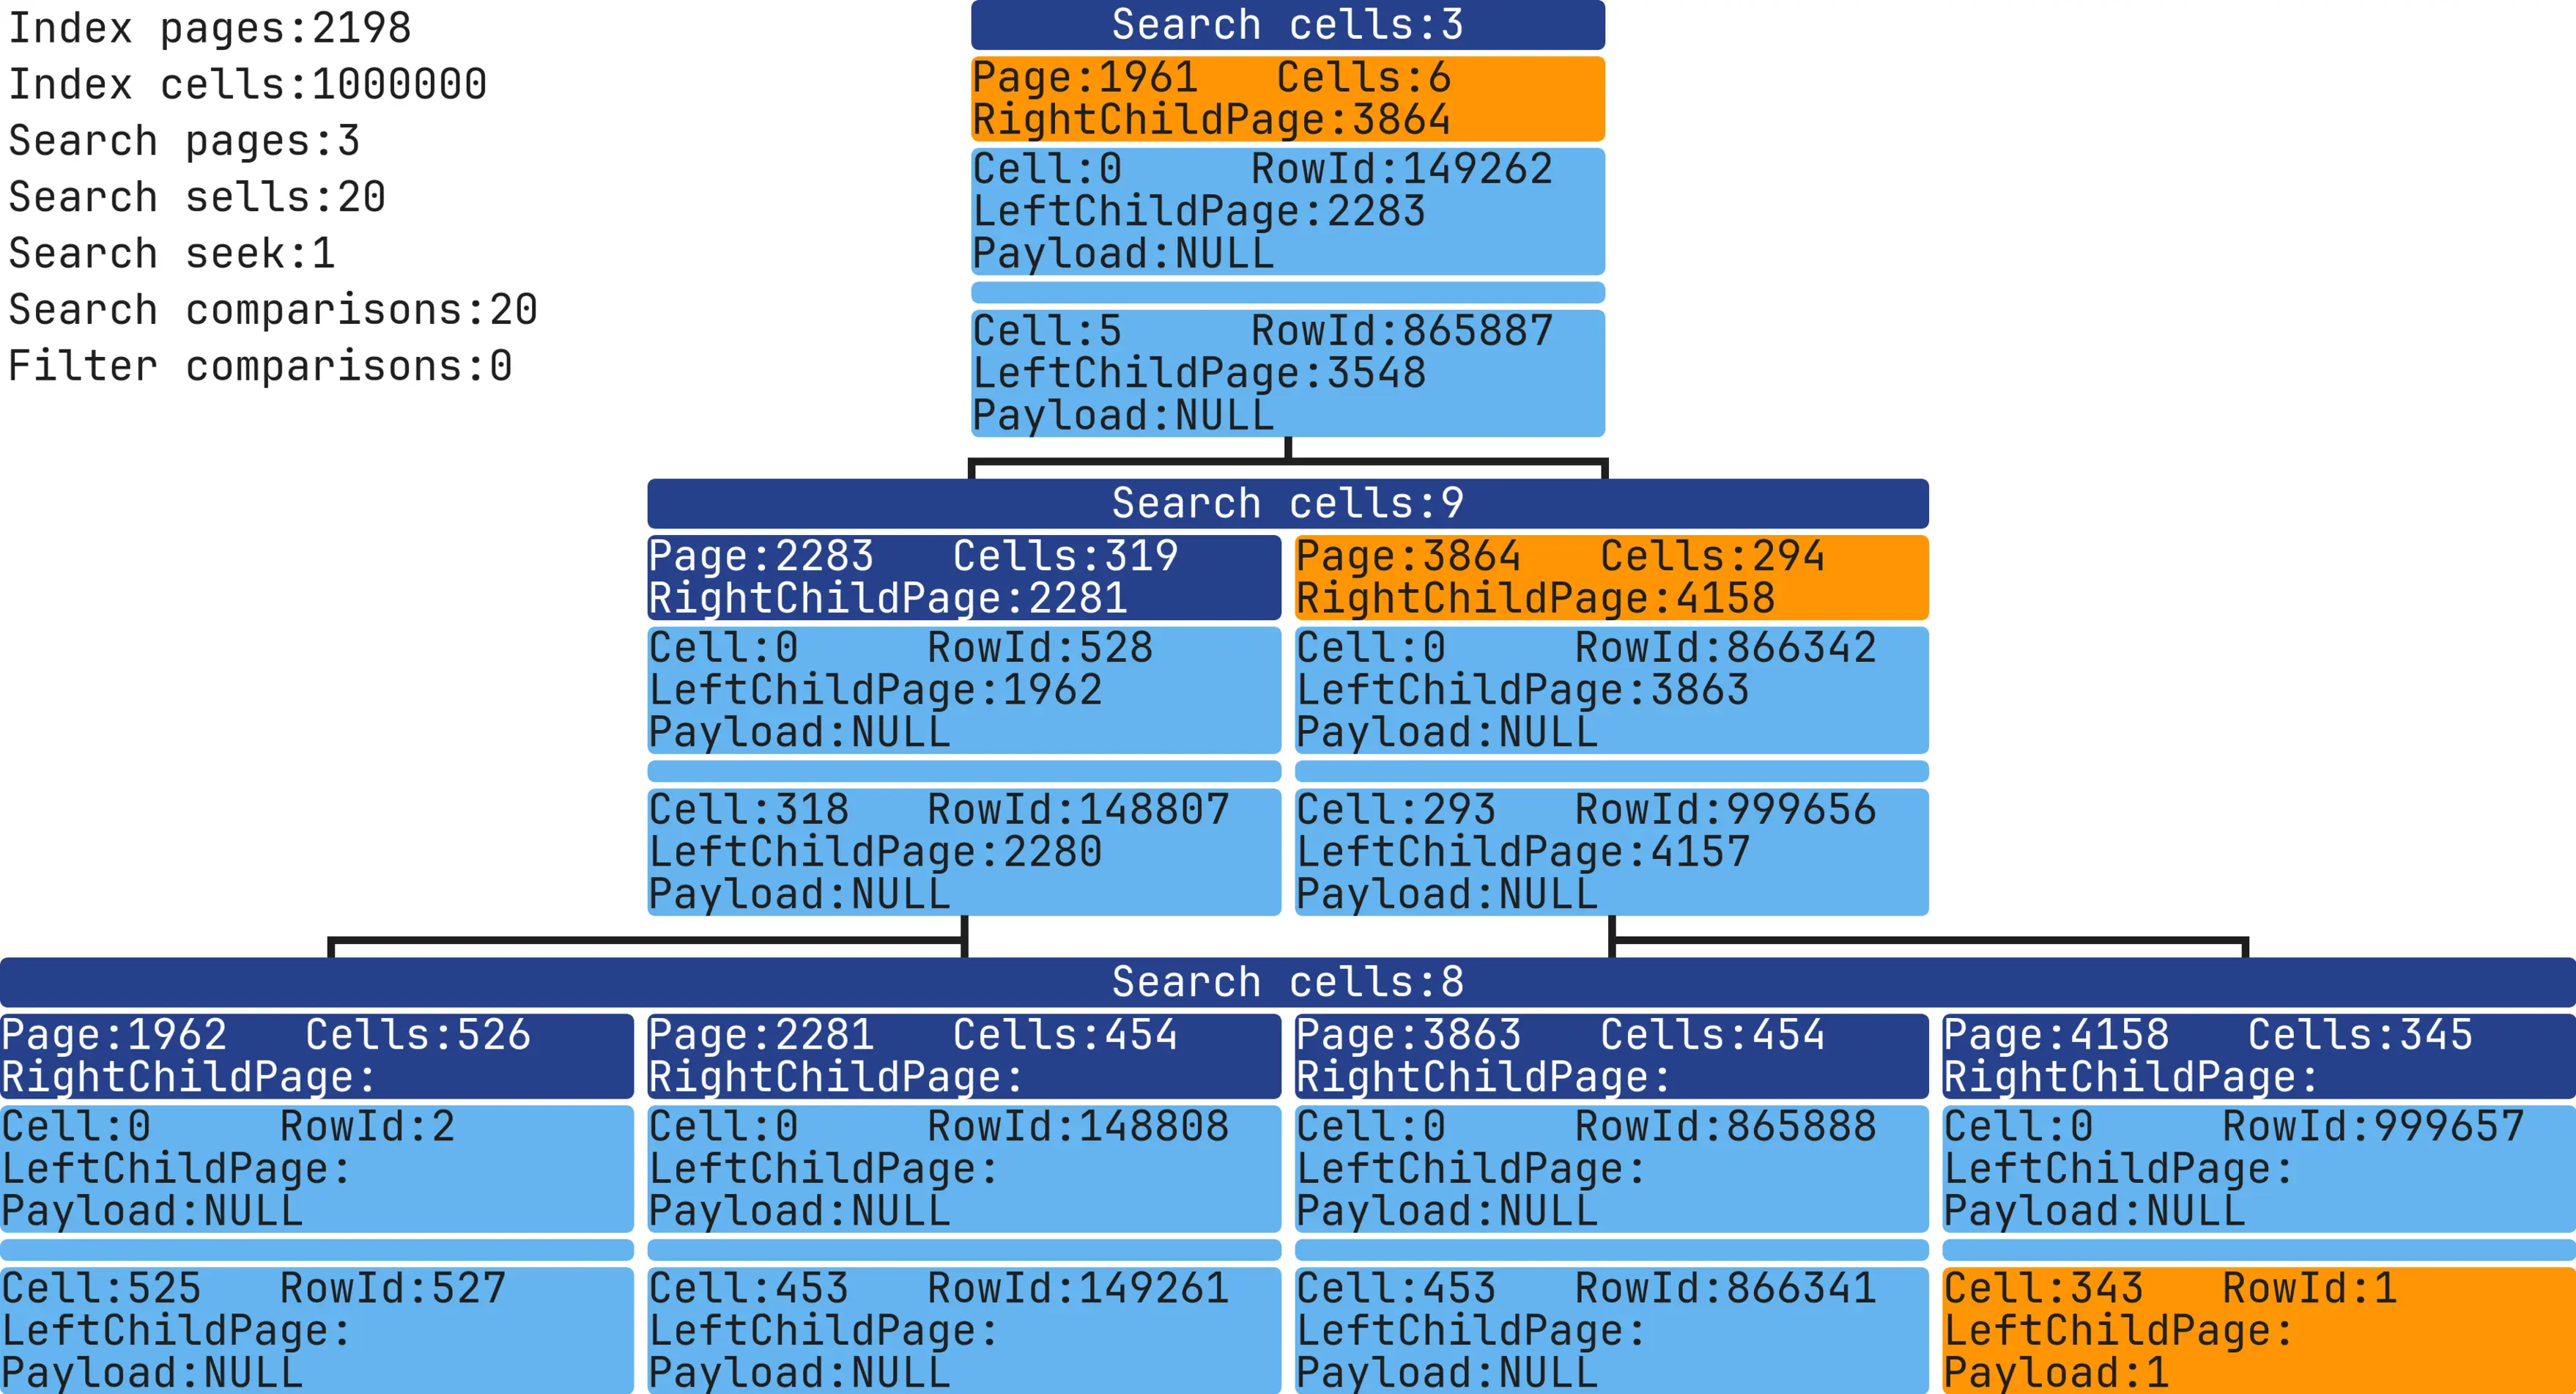 Index pages:2198
Index cells:1000000
Search pages:3
Search sells:20
Search seek:1
Search comparisons:20
Filter comparisons:0
Search cells:3
Page:1961 Cells:6
RightChildPage:3864
Cell:0 RowId:149262
LeftChildPage:2283
Payload:NULL
Cell:5 RowId:865887
LeftChildPage:3548
Payload:NULL
Search cells:9
Page:2283 Cells:319
RightChildPage:2281
Cell:0 RowId:528
LeftChildPage:1962
Payload:NULL
Cell:318 RowId:148807
LeftChildPage:2280
Payload:NULL
Page:3864 Cells:294
RightChildPage:4158
Cell:0 RowId:866342
LeftChildPage:3863
Payload:NULL
Cell:293 RowId:999656
LeftChildPage:4157
Payload:NULL
Search cells:8
Page:1962 Cells:526
RightChildPage:
Cell:0 RowId:2
LeftChildPage:
Payload:NULL
Cell:525 RowId:527
LeftChildPage:
Payload:NULL
Page:2281 Cells:454
RightChildPage:
Cell:0 RowId:148808
LeftChildPage:
Payload:NULL
Cell:453 RowId:149261
LeftChildPage:
Payload:NULL
Page:3863 Cells:454
RightChildPage:
Cell:0 RowId:865888
LeftChildPage:
Payload:NULL
Cell:453 RowId:866341
LeftChildPage:
Payload:NULL
Page:4158 Cells:345
RightChildPage:
Cell:0 RowId:999657
LeftChildPage:
Payload:NULL
Cell:343 RowId:1
LeftChildPage:
Payload:1